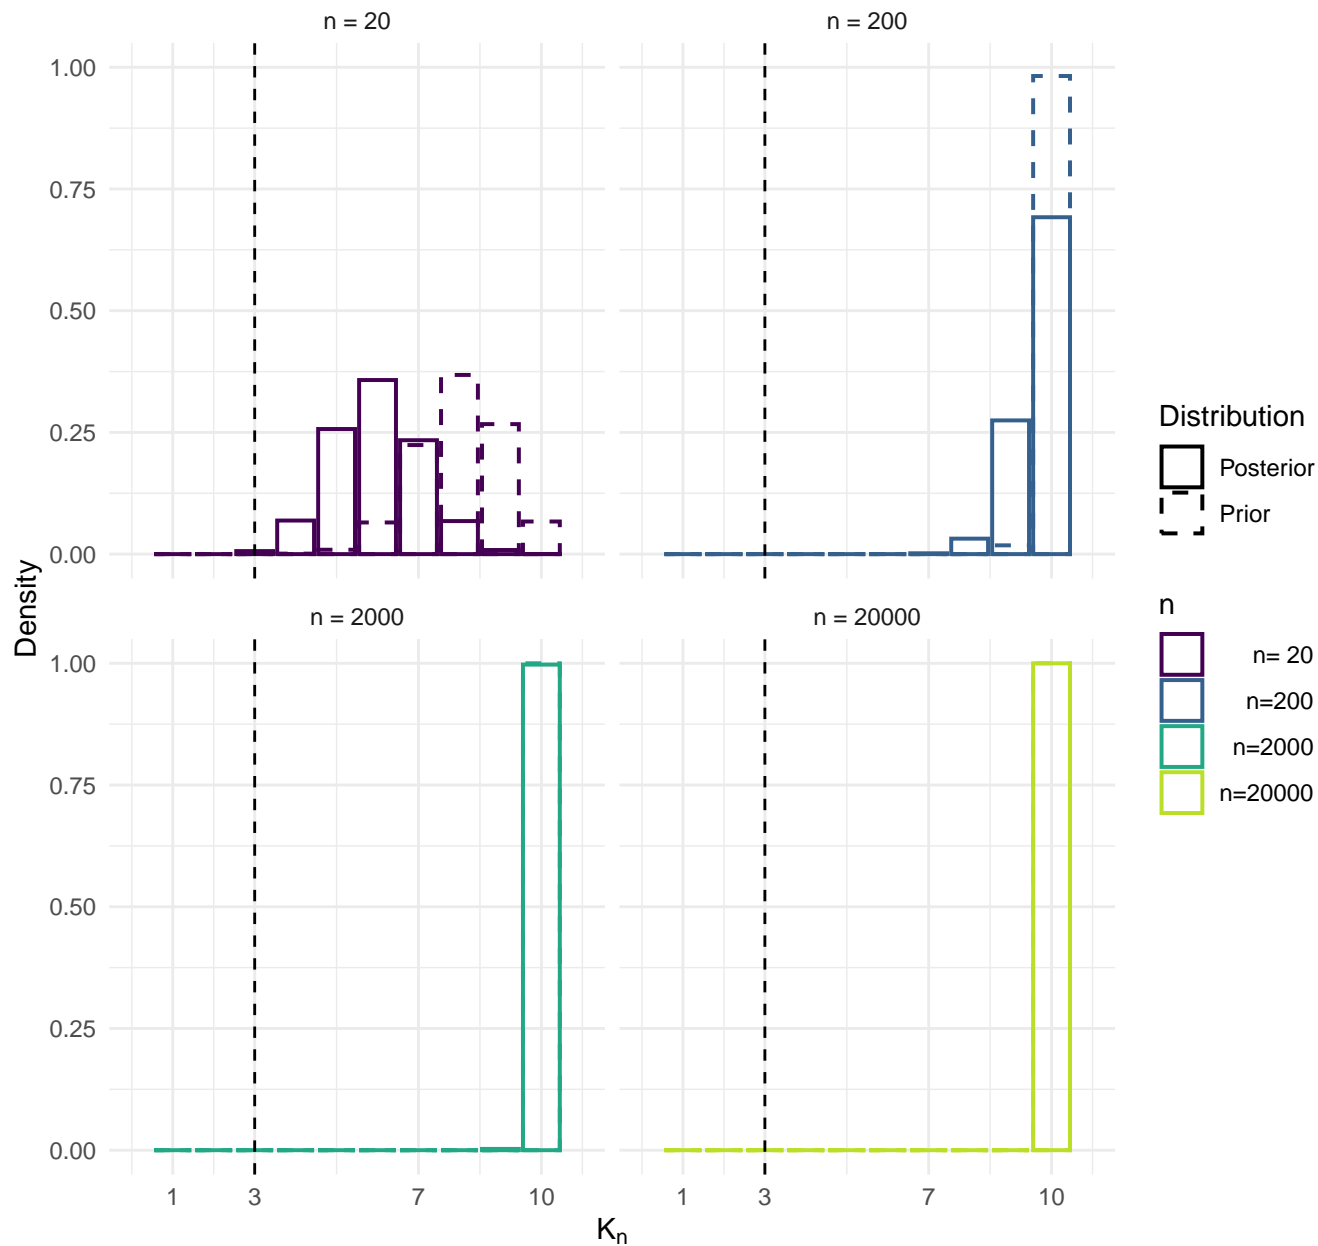 n = 20
n = 200
1.00
0.75
0.50
0.25
0.00
n = 2000
n = 20000
1.00
0.75
0.50
0.25
0.00
1 3 7 10
1 3 7 10
Density
Kn
Distribution
Posterior
Prior
n
n= 20
n=200
n=2000
n=20000